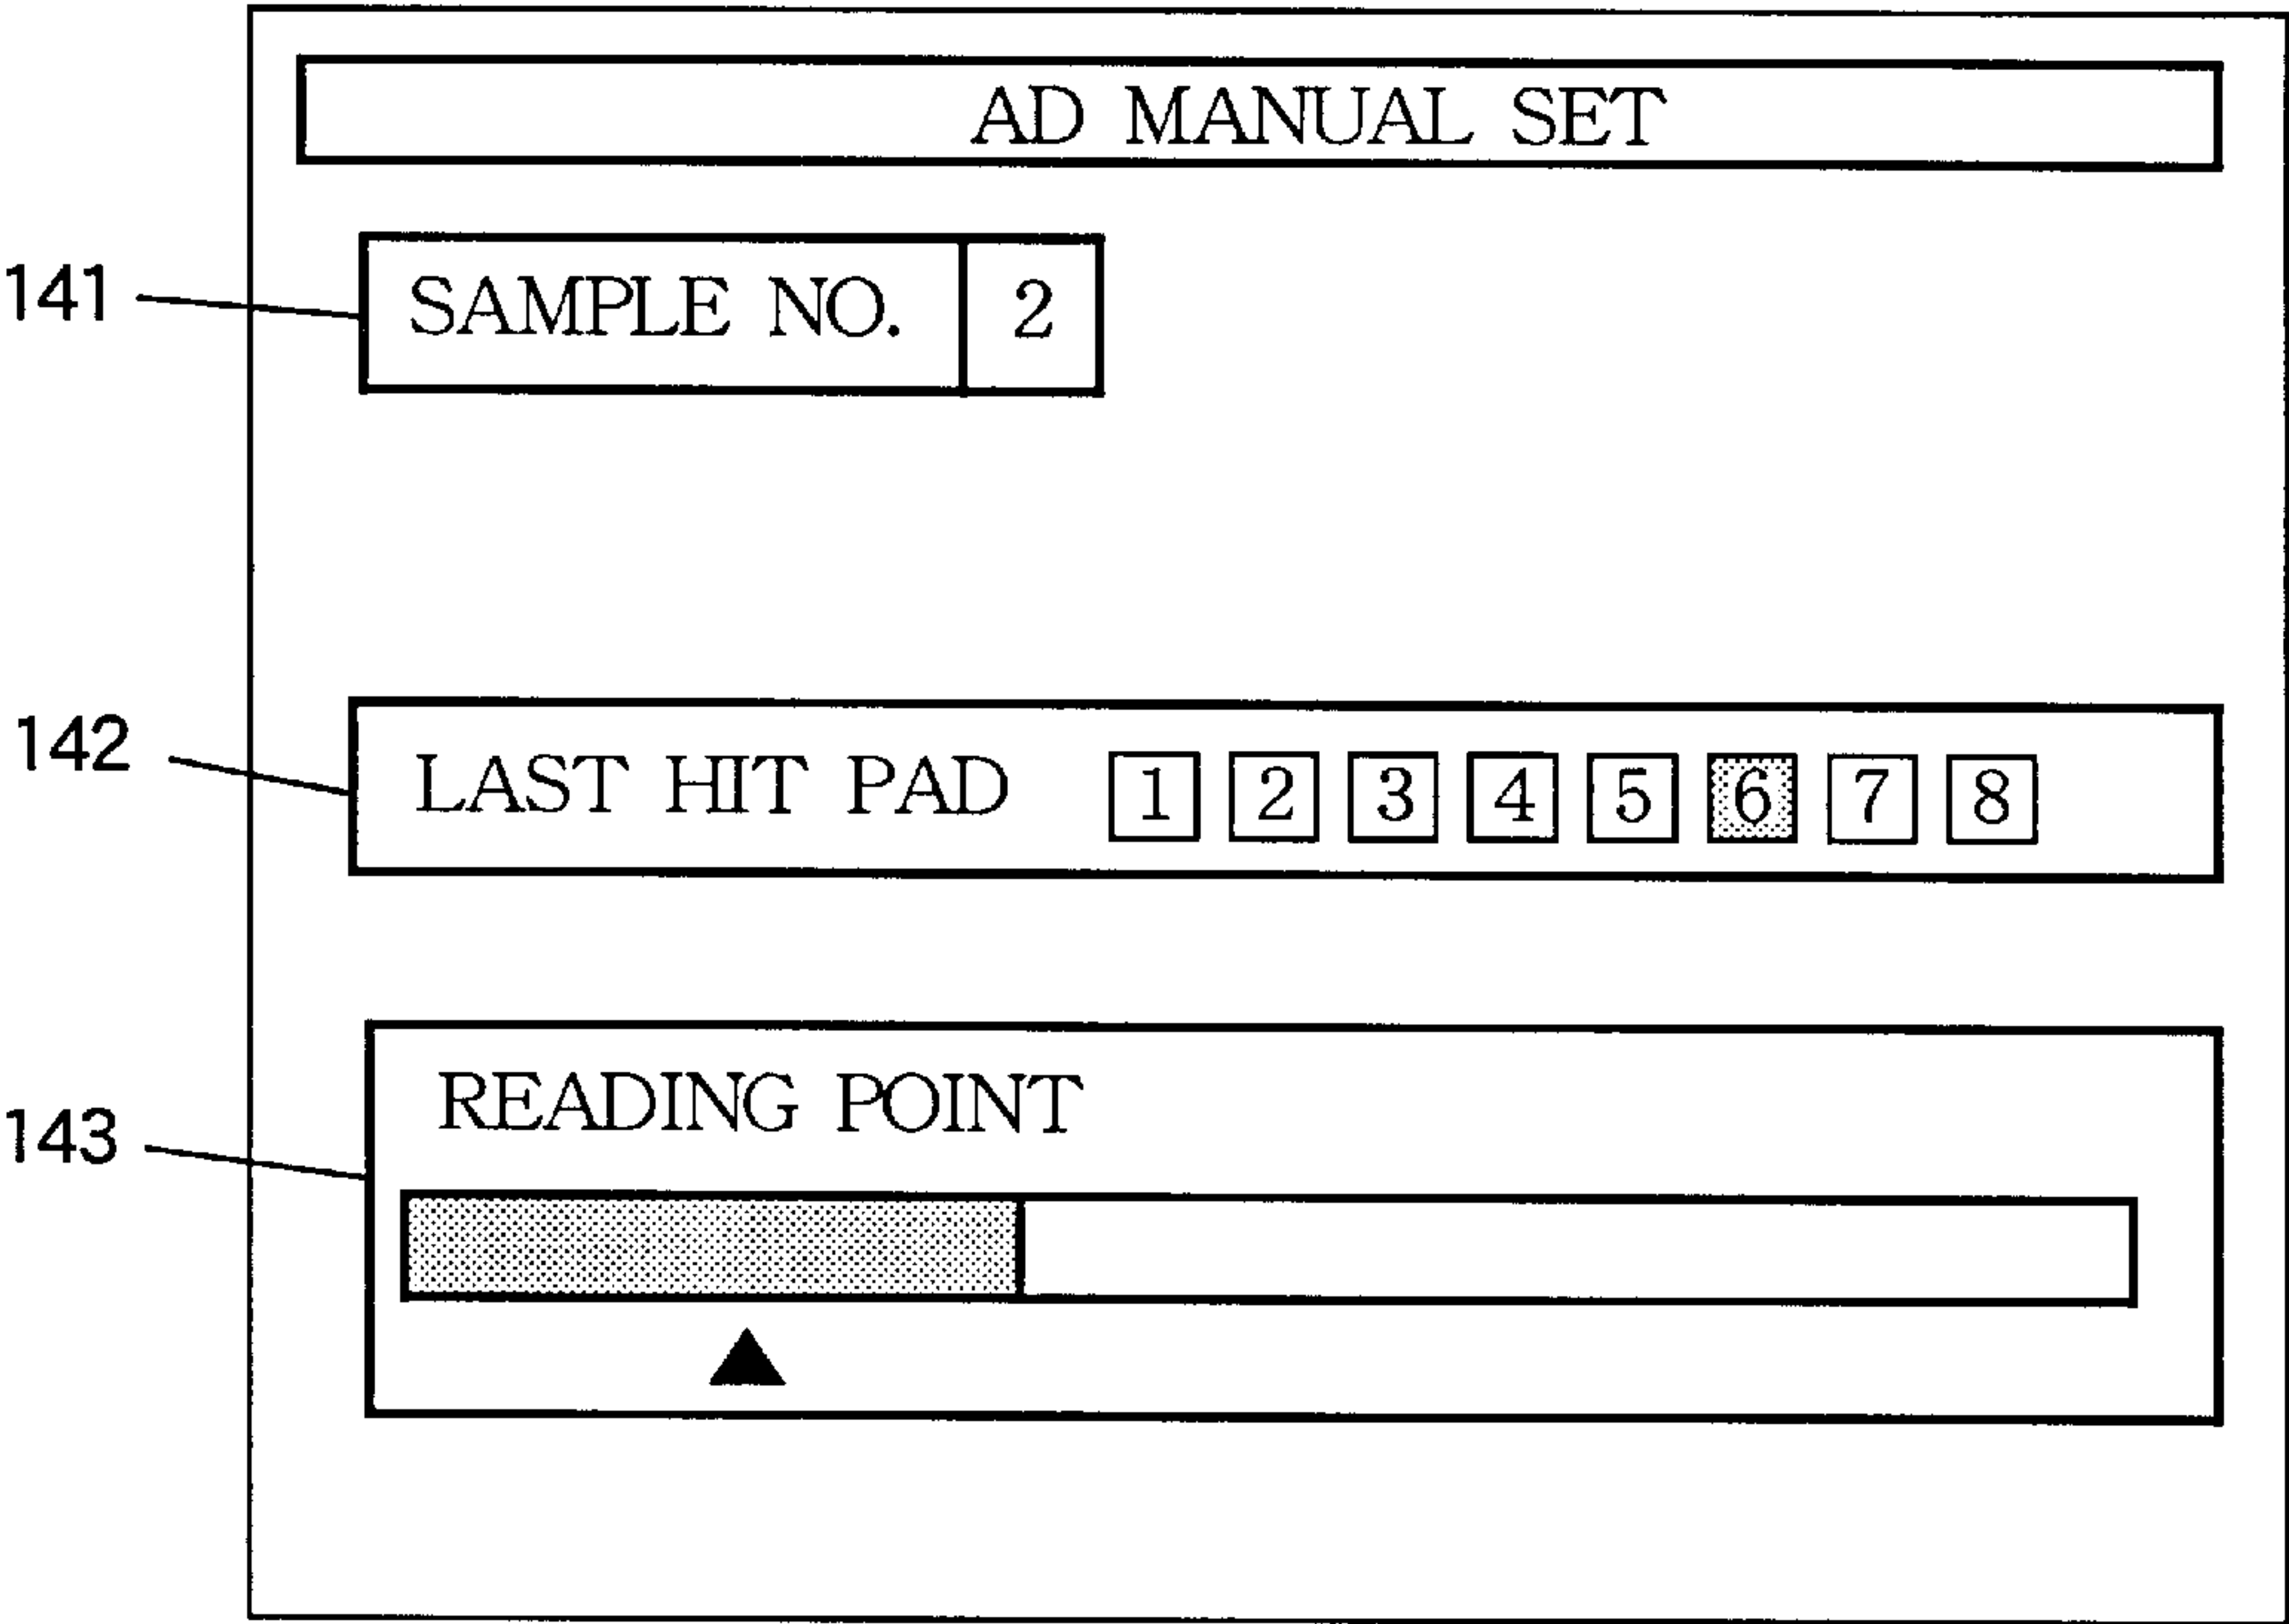 AD MANUAL SET
141 SAMPLE NO. 2
142 LAST HIT PAD 1 2 3 4 5 6 7 8
143 READING POINT